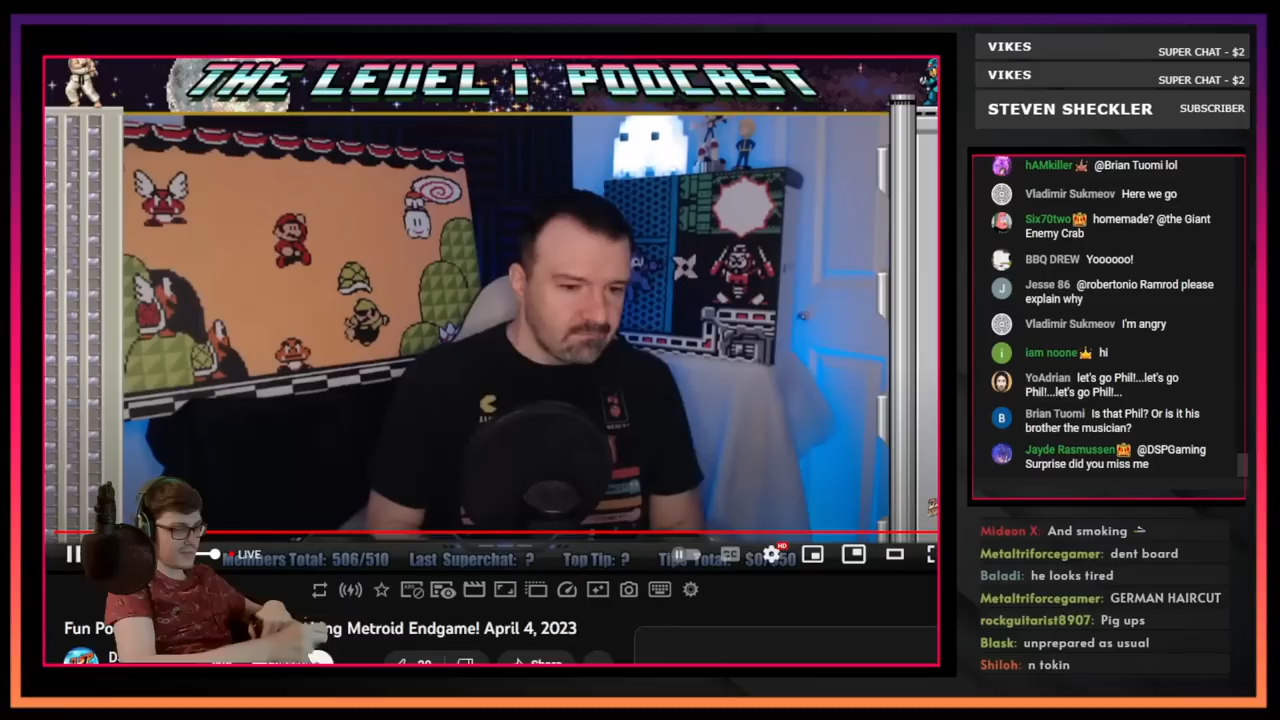 THE LEVEL 1 PODCAST
LIVE
Members Total: 506/510 Last Superchat: ? Top Tip: ?
Fun
Metroid Endgame! April 4, 2023
Share
VIKES SUPER CHAT - $2
VIKES SUPER CHAT - $2
STEVEN SHECKLER SUBSCRIBER
hAMkiller @Brian Tuomi lol
Vladimir Sukmeov Here we go
Six70two homemade? @the Giant
Enemy Crab
BBQ DREW Yoooooo!
Jesse 86 @robertonio Ramrod please
explain why
Vladimir Sukmeov I'm angry
iam noone hi
YoAdrian let's go Phil!...let's go
Phil!...let's go Phil!...
Brian Tuomi Is that Phil? Or is it his
brother the musician?
Jayde Rasmussen @DSPGaming
Surprise did you miss me
Mideon X: And smoking
Metaltriforcegamer: dent board
Baladi: he looks tired
Metaltriforcegamer: GERMAN HAIRCUT
rockguitarist8907: Pig ups
Blask: unprepared as usual
Shiloh: n tokin